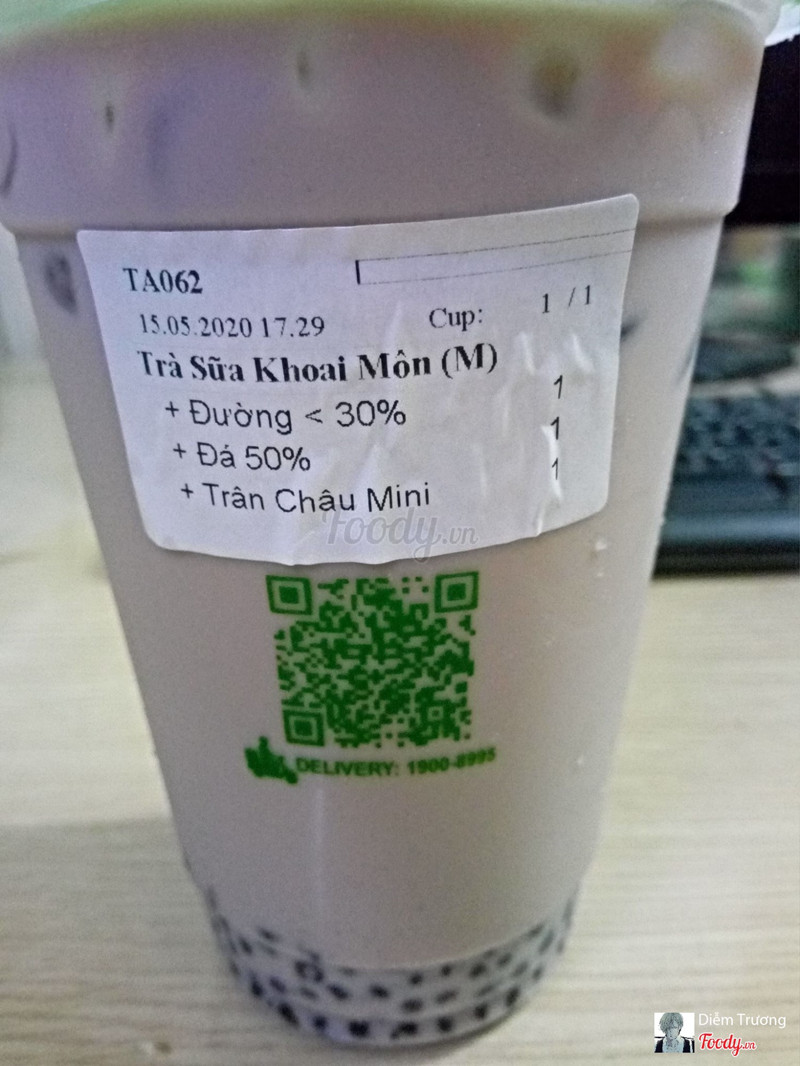 TA062
15.05.2020 17.29 Cup: 1 / 1
Trà Sữa Khoai Môn (M)
+ Đường < 30% 1
+ Đá 50% 1
+ Trân Châu Mini 1
Foody.vn
DELIVERY: 1900-8995
Diễm Trương
Foody.vn